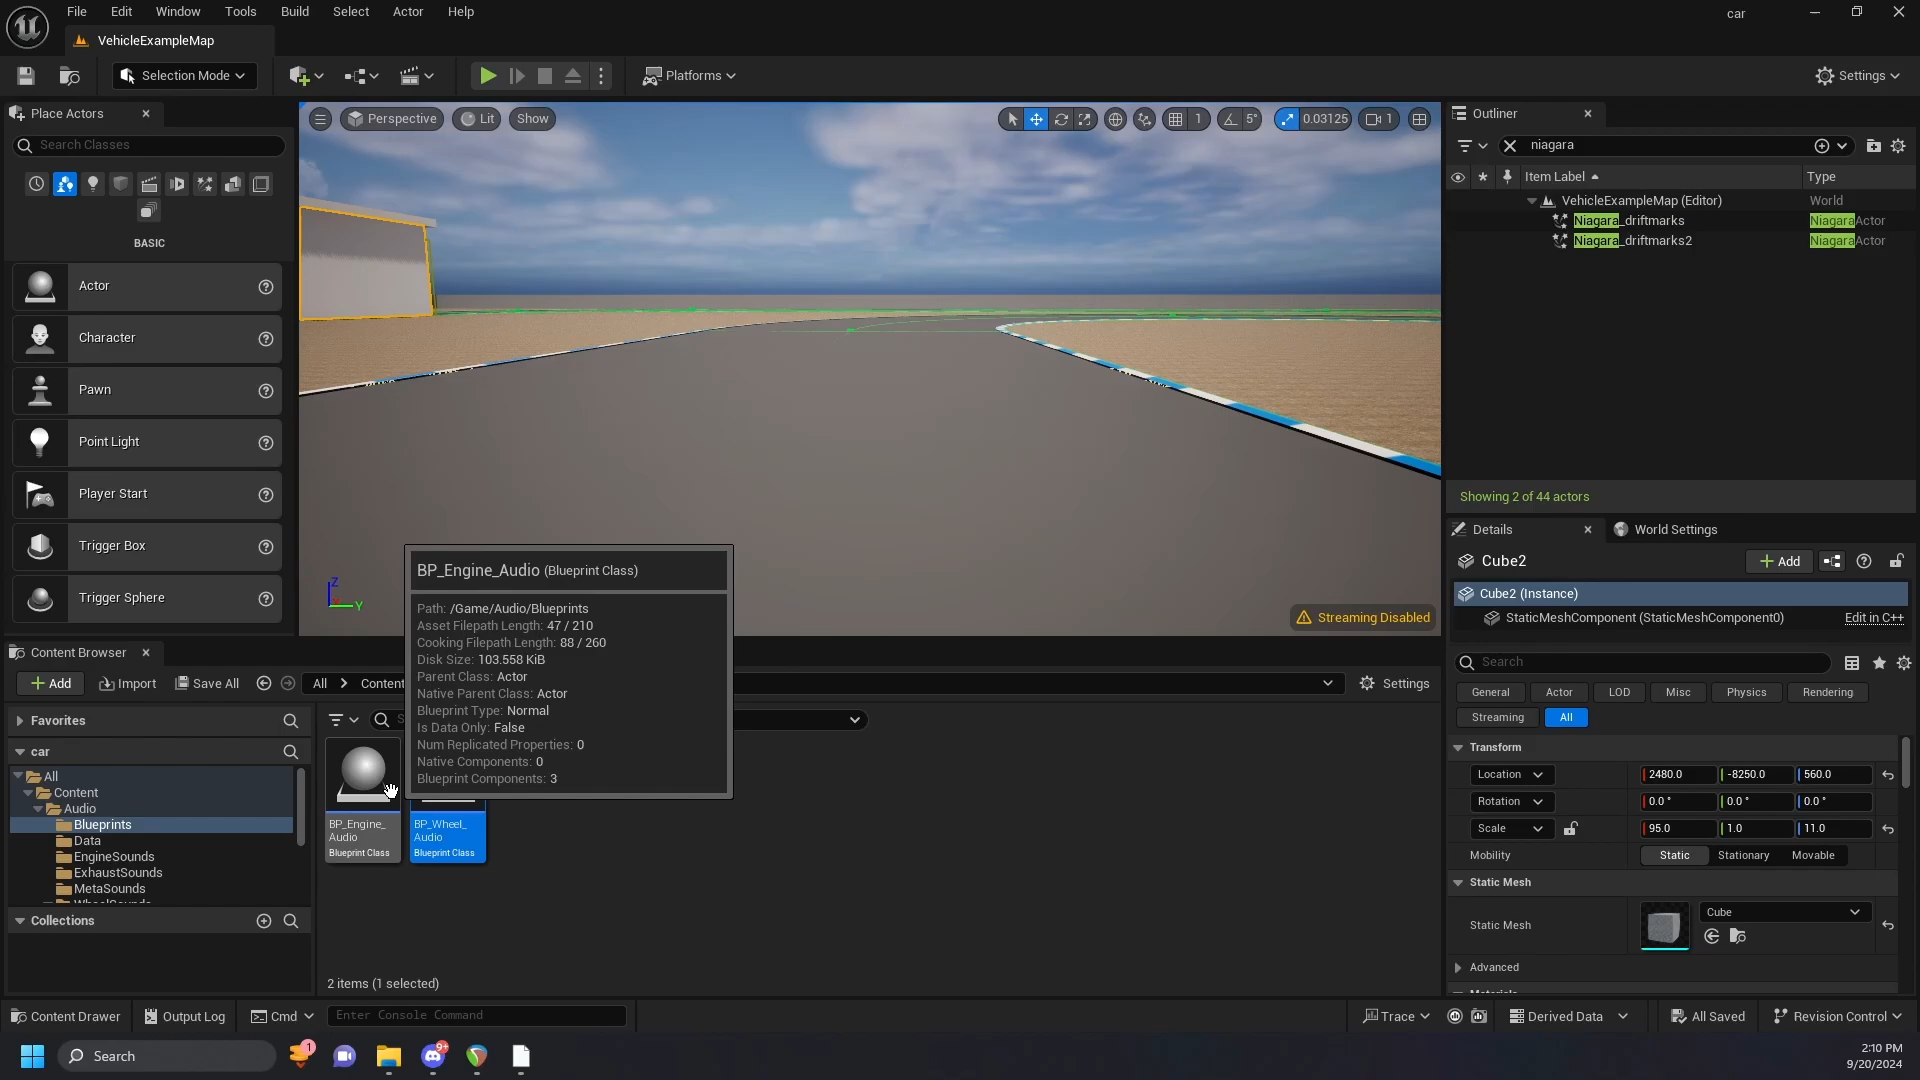 File Edit Window Tools Build Select Actor Help
car
VehicleExampleMap
Selection Mode
Platforms
Settings
Place Actors
Search Classes
BASIC
Actor
Character
Pawn
Point Light
Player Start
Trigger Box
Trigger Sphere
Perspective Lit Show
1 5° 0.03125 1
Z
Y
Streaming Disabled
Outliner
niagara
Item Label Type
VehicleExampleMap (Editor) World
Niagara_driftmarks NiagaraActor
Niagara_driftmarks2 NiagaraActor
Showing 2 of 44 actors
Details World Settings
Cube2 Add
Cube2 (Instance)
StaticMeshComponent (StaticMeshComponent0) Edit in C++
Search
General Actor LOD Misc Physics Rendering
Streaming All
Transform
Location 2480.0 -8250.0 560.0
Rotation 0.0 ° 0.0 ° 0.0 °
Scale 95.0 1.0 11.0
Mobility Static Stationary Movable
Static Mesh
Static Mesh Cube
Advanced
BP_Engine_Audio (Blueprint Class)
Path: /Game/Audio/Blueprints
Asset Filepath Length: 47 / 210
Cooking Filepath Length: 88 / 260
Disk Size: 103.558 KiB
Parent Class: Actor
Native Parent Class: Actor
Blueprint Type: Normal
Is Data Only: False
Num Replicated Properties: 0
Native Components: 0
Blueprint Components: 3
Content Browser
Add Import Save All All Content
Settings
Favorites
car
All
Content
Audio
Blueprints
Data
EngineSounds
ExhaustSounds
MetaSounds
Collections
BP_Engine_
Audio
Blueprint Class
BP_Wheel_
Audio
Blueprint Class
2 items (1 selected)
Content Drawer Output Log Cmd Enter Console Command
Trace Derived Data All Saved Revision Control
Search
1
9+
2:10 PM
9/20/2024